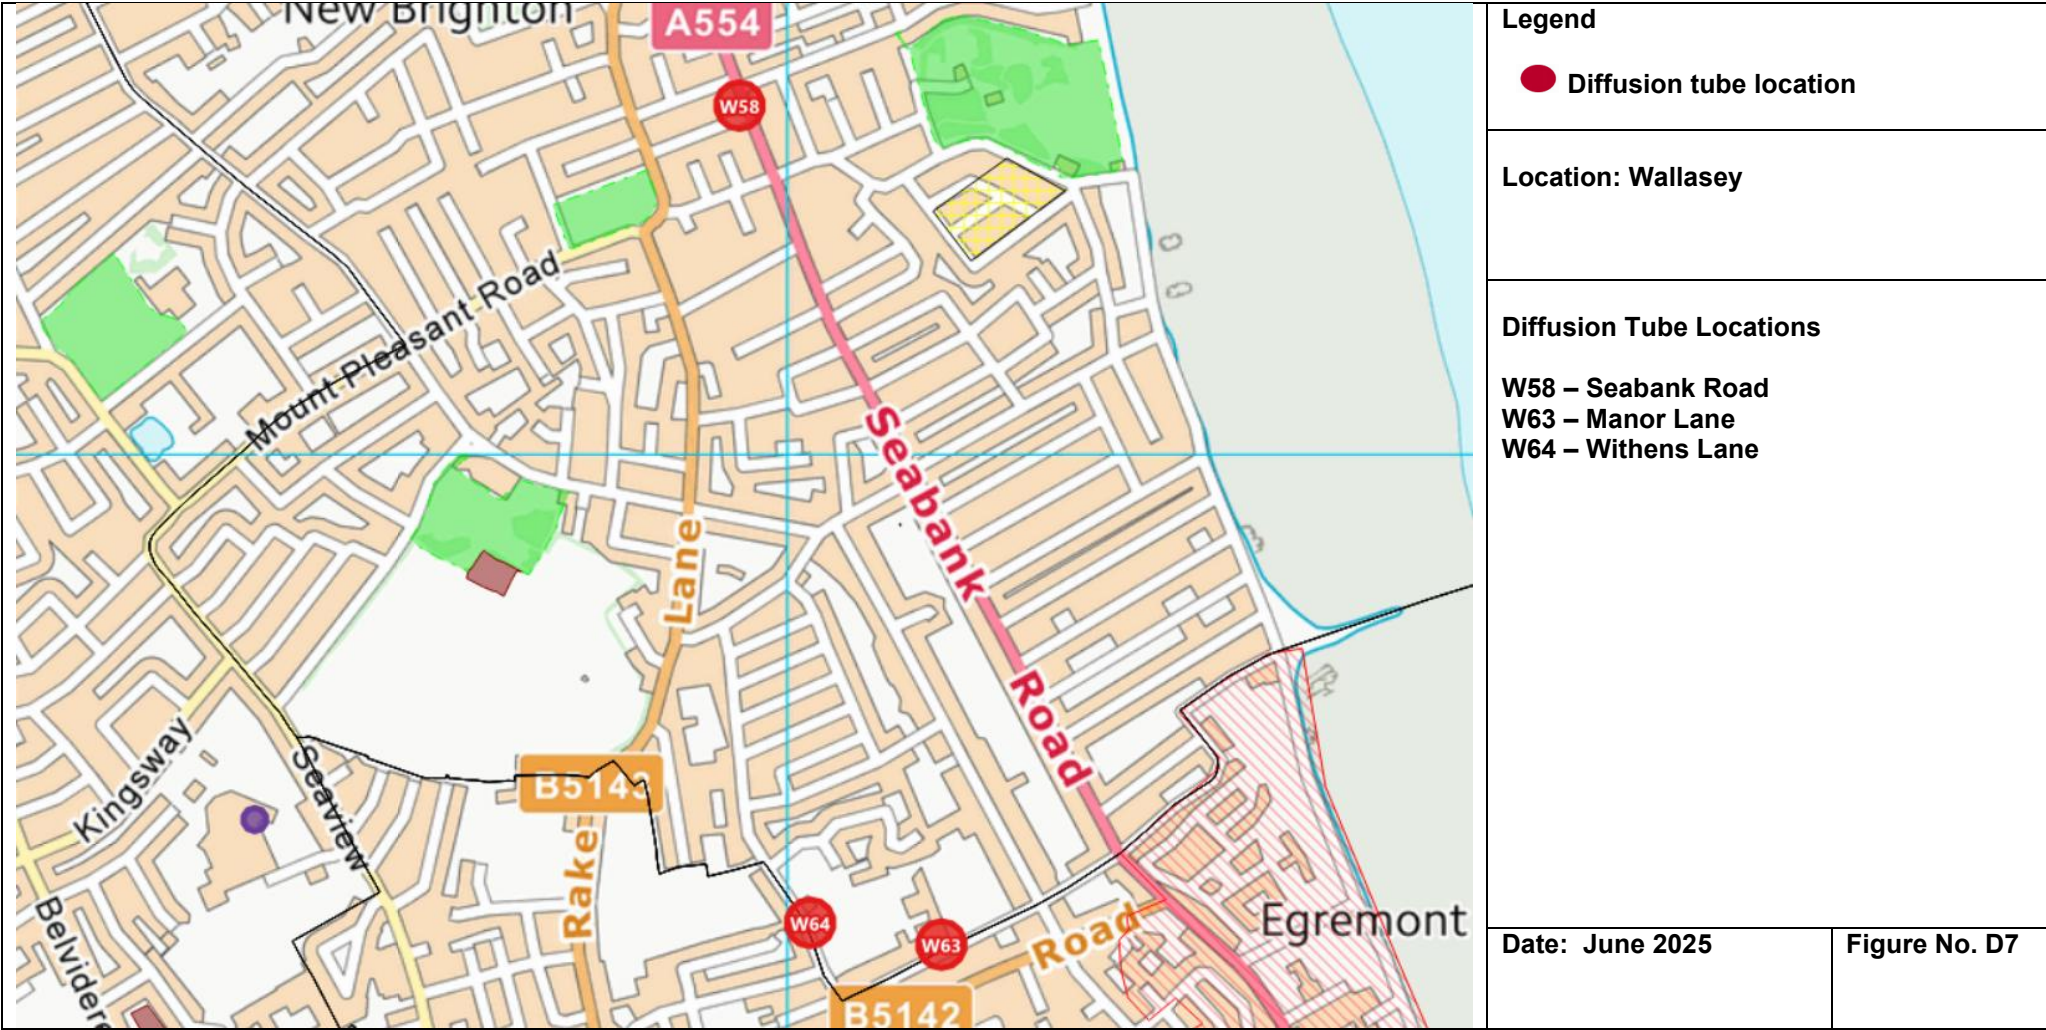 New Brighton
A554
W58
Mount Pleasant Road
Seabank Road
Lane
Kingsway
Seaview
B5143
Rake
Belvidere
W64
W63
Road
Egremont
B5142
Legend
Diffusion tube location
Location: Wallasey
Diffusion Tube Locations
W58 – Seabank Road
W63 – Manor Lane
W64 – Withens Lane
Date: June 2025
Figure No. D7